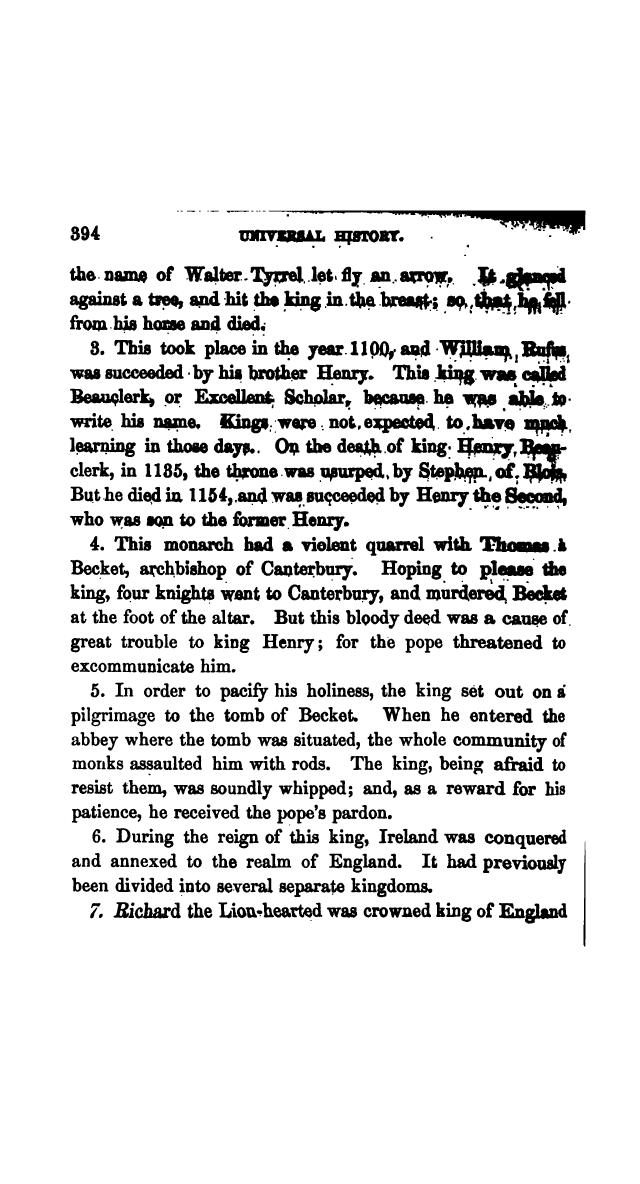 394 UNIVERSAL HISTORY.
the name of Walter Tyrrel let fly an arrow. It glanced
against a tree, and hit the king in the breast; so that he fell
from his horse and died.
3. This took place in the year 1100, and William Rufus
was succeeded by his brother Henry. This king was called
Beauclerk, or Excellent Scholar, because he was able to
write his name. Kings were not expected to have much
learning in those days. On the death of king Henry Beau-
clerk, in 1135, the throne was usurped by Stephen of Blois.
But he died in 1154, and was succeeded by Henry the Second,
who was son to the former Henry.
4. This monarch had a violent quarrel with Thomas à
Becket, archbishop of Canterbury. Hoping to please the
king, four knights went to Canterbury, and murdered Becket
at the foot of the altar. But this bloody deed was a cause of
great trouble to king Henry; for the pope threatened to
excommunicate him.
5. In order to pacify his holiness, the king set out on a
pilgrimage to the tomb of Becket. When he entered the
abbey where the tomb was situated, the whole community of
monks assaulted him with rods. The king, being afraid to
resist them, was soundly whipped; and, as a reward for his
patience, he received the pope's pardon.
6. During the reign of this king, Ireland was conquered
and annexed to the realm of England. It had previously
been divided into several separate kingdoms.
7. Richard the Lion-hearted was crowned king of England